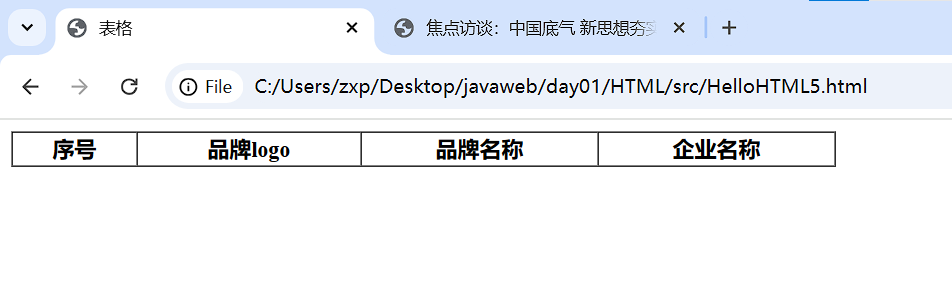 表格
焦点访谈：中国底气 新思想夯实
File
C:/Users/zxp/Desktop/javaweb/day01/HTML/src/HelloHTML5.html
序号 品牌logo 品牌名称 企业名称